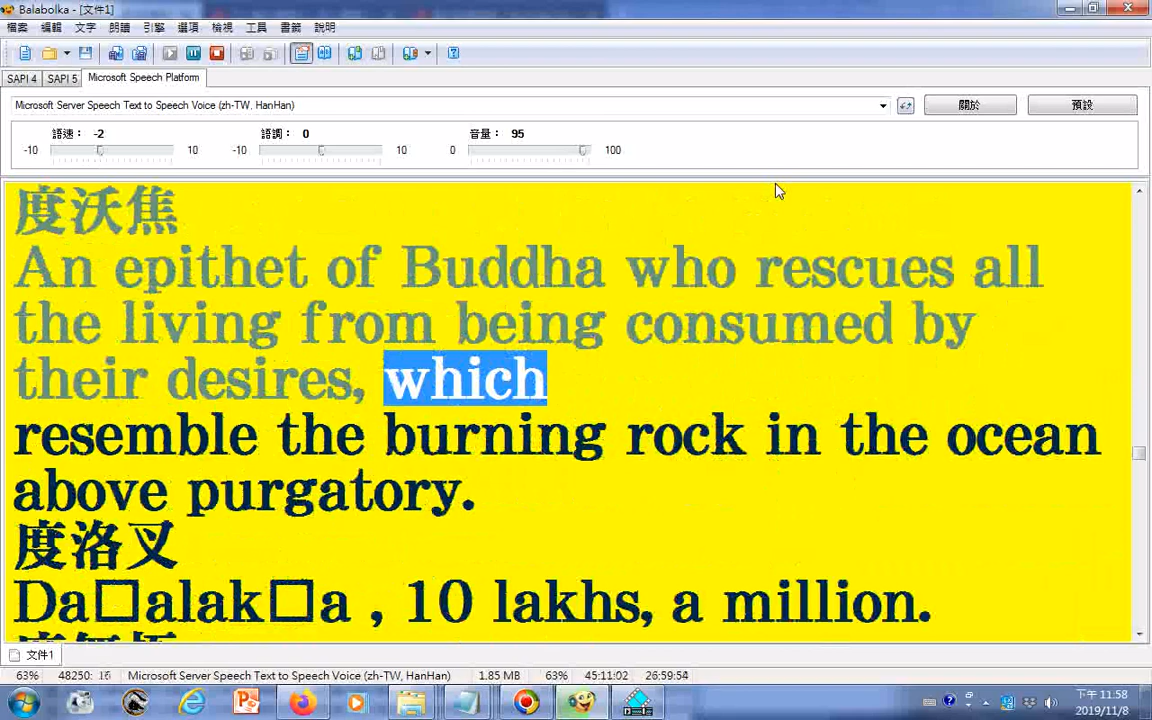 Balabolka - [文件1]
檔案 編輯 文字 朗讀 引擎 選項 檢視 工具 書籤 說明
SAPI 4 SAPI 5 Microsoft Speech Platform
Microsoft Server Speech Text to Speech Voice (zh-TW, HanHan) 關於 預設
語速： -2 語調： 0 音量： 95
-10 10 -10 10 0 100
度沃焦
An epithet of Buddha who rescues all
the living from being consumed by
their desires, which
resemble the burning rock in the ocean
above purgatory.
度洛叉
Da□alak□a , 10 lakhs, a million.
文件1
63% 48250: 16 Microsoft Server Speech Text to Speech Voice (zh-TW, HanHan) 1.85 MB 63% 45:11:02 26:59:54
下午 11:58
2019/11/8